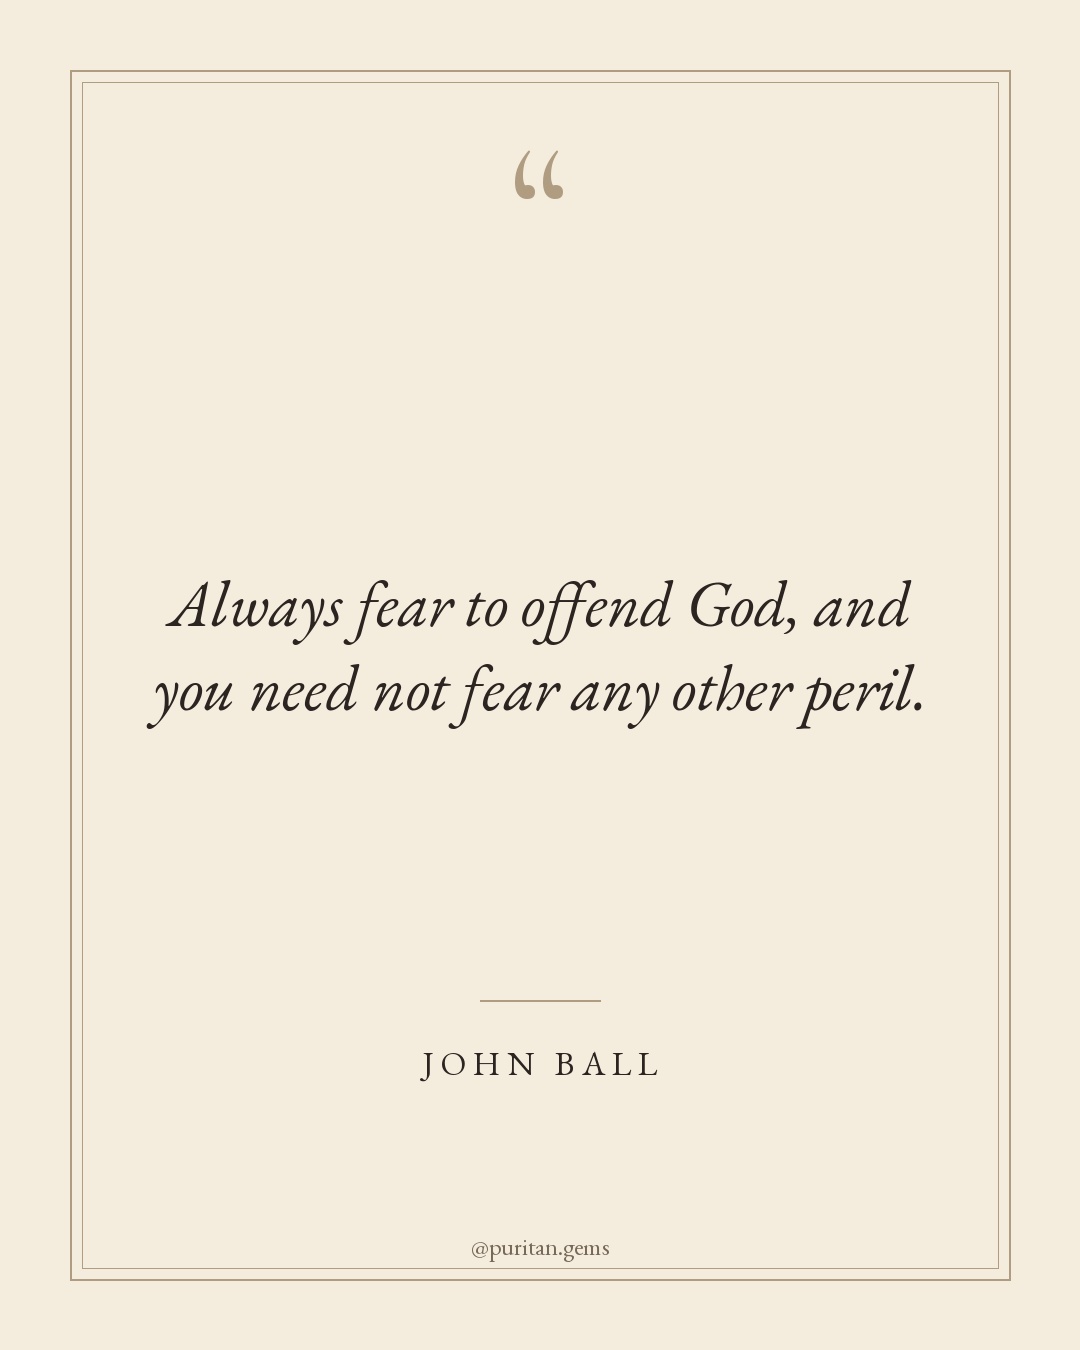 “
Always fear to offend God, and
you need not fear any other peril.
JOHN BALL
@puritan.gems